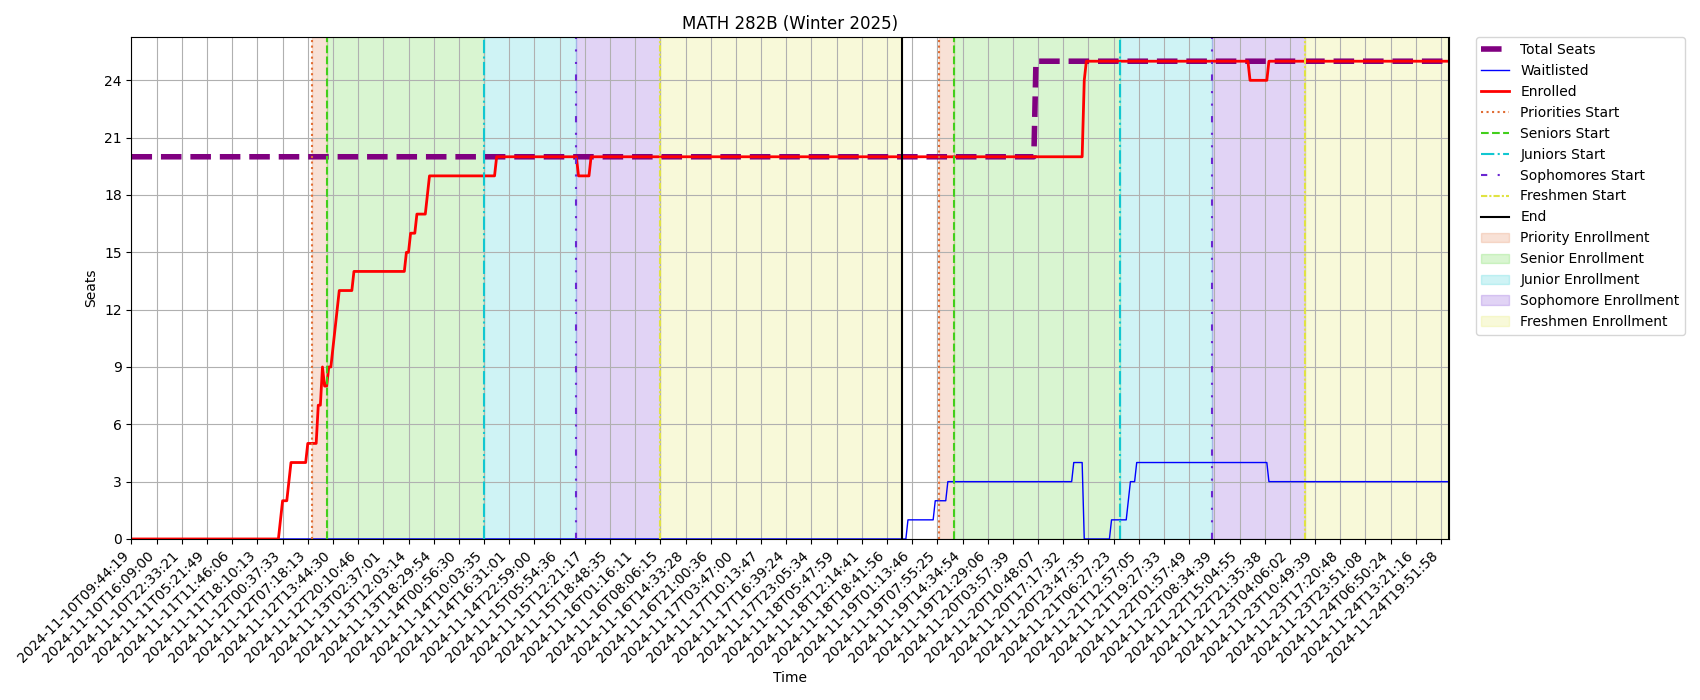 MATH 282B (Winter 2025)
Seats
24
21
18
15
12
9
6
3
0
2024-11-10T09:44:19
2024-11-10T16:09:00
2024-11-10T22:33:21
2024-11-11T05:21:49
2024-11-11T11:46:06
2024-11-11T18:10:13
2024-11-12T00:37:33
2024-11-12T07:18:13
2024-11-12T13:44:30
2024-11-12T20:10:46
2024-11-13T02:37:01
2024-11-13T12:03:14
2024-11-13T18:29:54
2024-11-14T00:56:30
2024-11-14T10:03:35
2024-11-14T16:31:01
2024-11-14T22:59:00
2024-11-15T05:54:36
2024-11-15T12:21:17
2024-11-15T18:48:35
2024-11-16T01:16:11
2024-11-16T08:06:15
2024-11-16T14:33:28
2024-11-16T21:00:36
2024-11-17T03:47:00
2024-11-17T10:13:47
2024-11-17T16:39:24
2024-11-17T23:05:34
2024-11-18T05:47:59
2024-11-18T12:14:41
2024-11-18T18:41:56
2024-11-19T01:13:46
2024-11-19T07:55:25
2024-11-19T14:34:54
2024-11-19T21:29:06
2024-11-20T03:57:39
2024-11-20T10:48:07
2024-11-20T17:17:32
2024-11-20T23:47:35
2024-11-21T06:27:23
2024-11-21T12:57:05
2024-11-21T19:27:33
2024-11-22T01:57:49
2024-11-22T08:34:39
2024-11-22T15:04:55
2024-11-22T21:35:38
2024-11-23T04:06:02
2024-11-23T10:49:39
2024-11-23T17:20:48
2024-11-23T23:51:08
2024-11-24T06:50:24
2024-11-24T13:21:16
2024-11-24T19:51:58
Time
Total Seats
Waitlisted
Enrolled
Priorities Start
Seniors Start
Juniors Start
Sophomores Start
Freshmen Start
End
Priority Enrollment
Senior Enrollment
Junior Enrollment
Sophomore Enrollment
Freshmen Enrollment